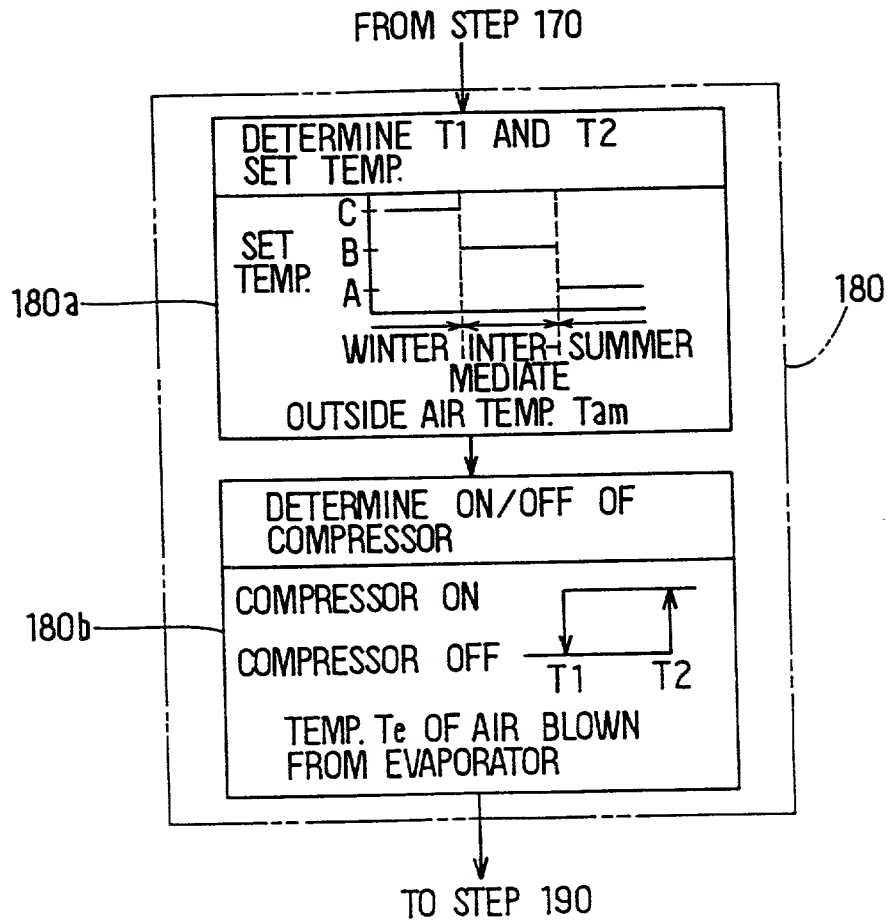 FROM STEP 170
DETERMINE T1 AND T2
SET TEMP.
C
SET
TEMP.
B
A
180a
180
WINTER INTER- SUMMER
MEDIATE
OUTSIDE AIR TEMP. Tam
DETERMINE ON/OFF OF
COMPRESSOR
COMPRESSOR ON
180b
COMPRESSOR OFF
T1 T2
TEMP. Te OF AIR BLOWN
FROM EVAPORATOR
TO STEP 190